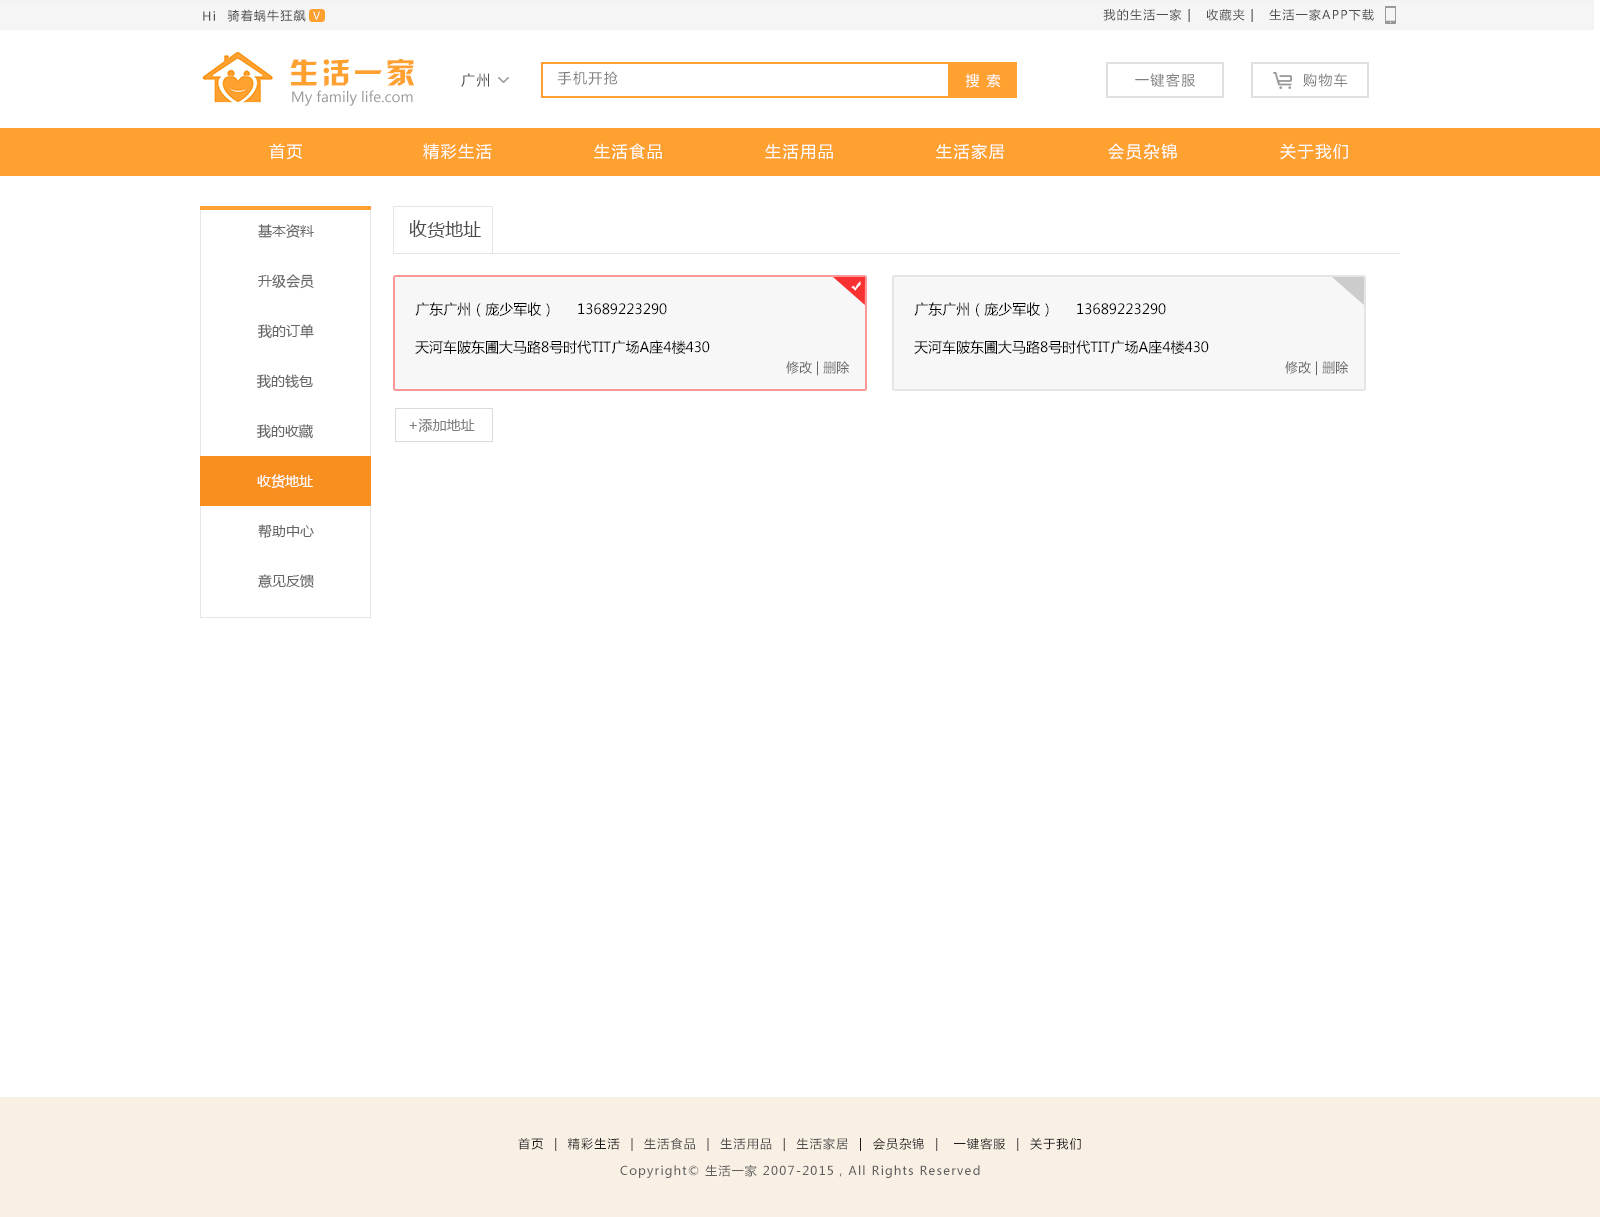 Hi 骑着蜗牛狂飙 V
我的生活一家 | 收藏夹 | 生活一家APP下载
生活一家
My family life.com
广州
手机开抢
搜 索
一键客服
购物车
首页 精彩生活 生活食品 生活用品 生活家居 会员杂锦 关于我们
基本资料
升级会员
我的订单
我的钱包
我的收藏
收货地址
帮助中心
意见反馈
收货地址
广东广州（庞少军收） 13689223290
天河车陂东圃大马路8号时代TIT广场A座4楼430
修改 | 删除
广东广州（庞少军收） 13689223290
天河车陂东圃大马路8号时代TIT广场A座4楼430
修改 | 删除
+添加地址
首页 | 精彩生活 | 生活食品 | 生活用品 | 生活家居 | 会员杂锦 | 一键客服 | 关于我们
Copyright© 生活一家 2007-2015 , All Rights Reserved